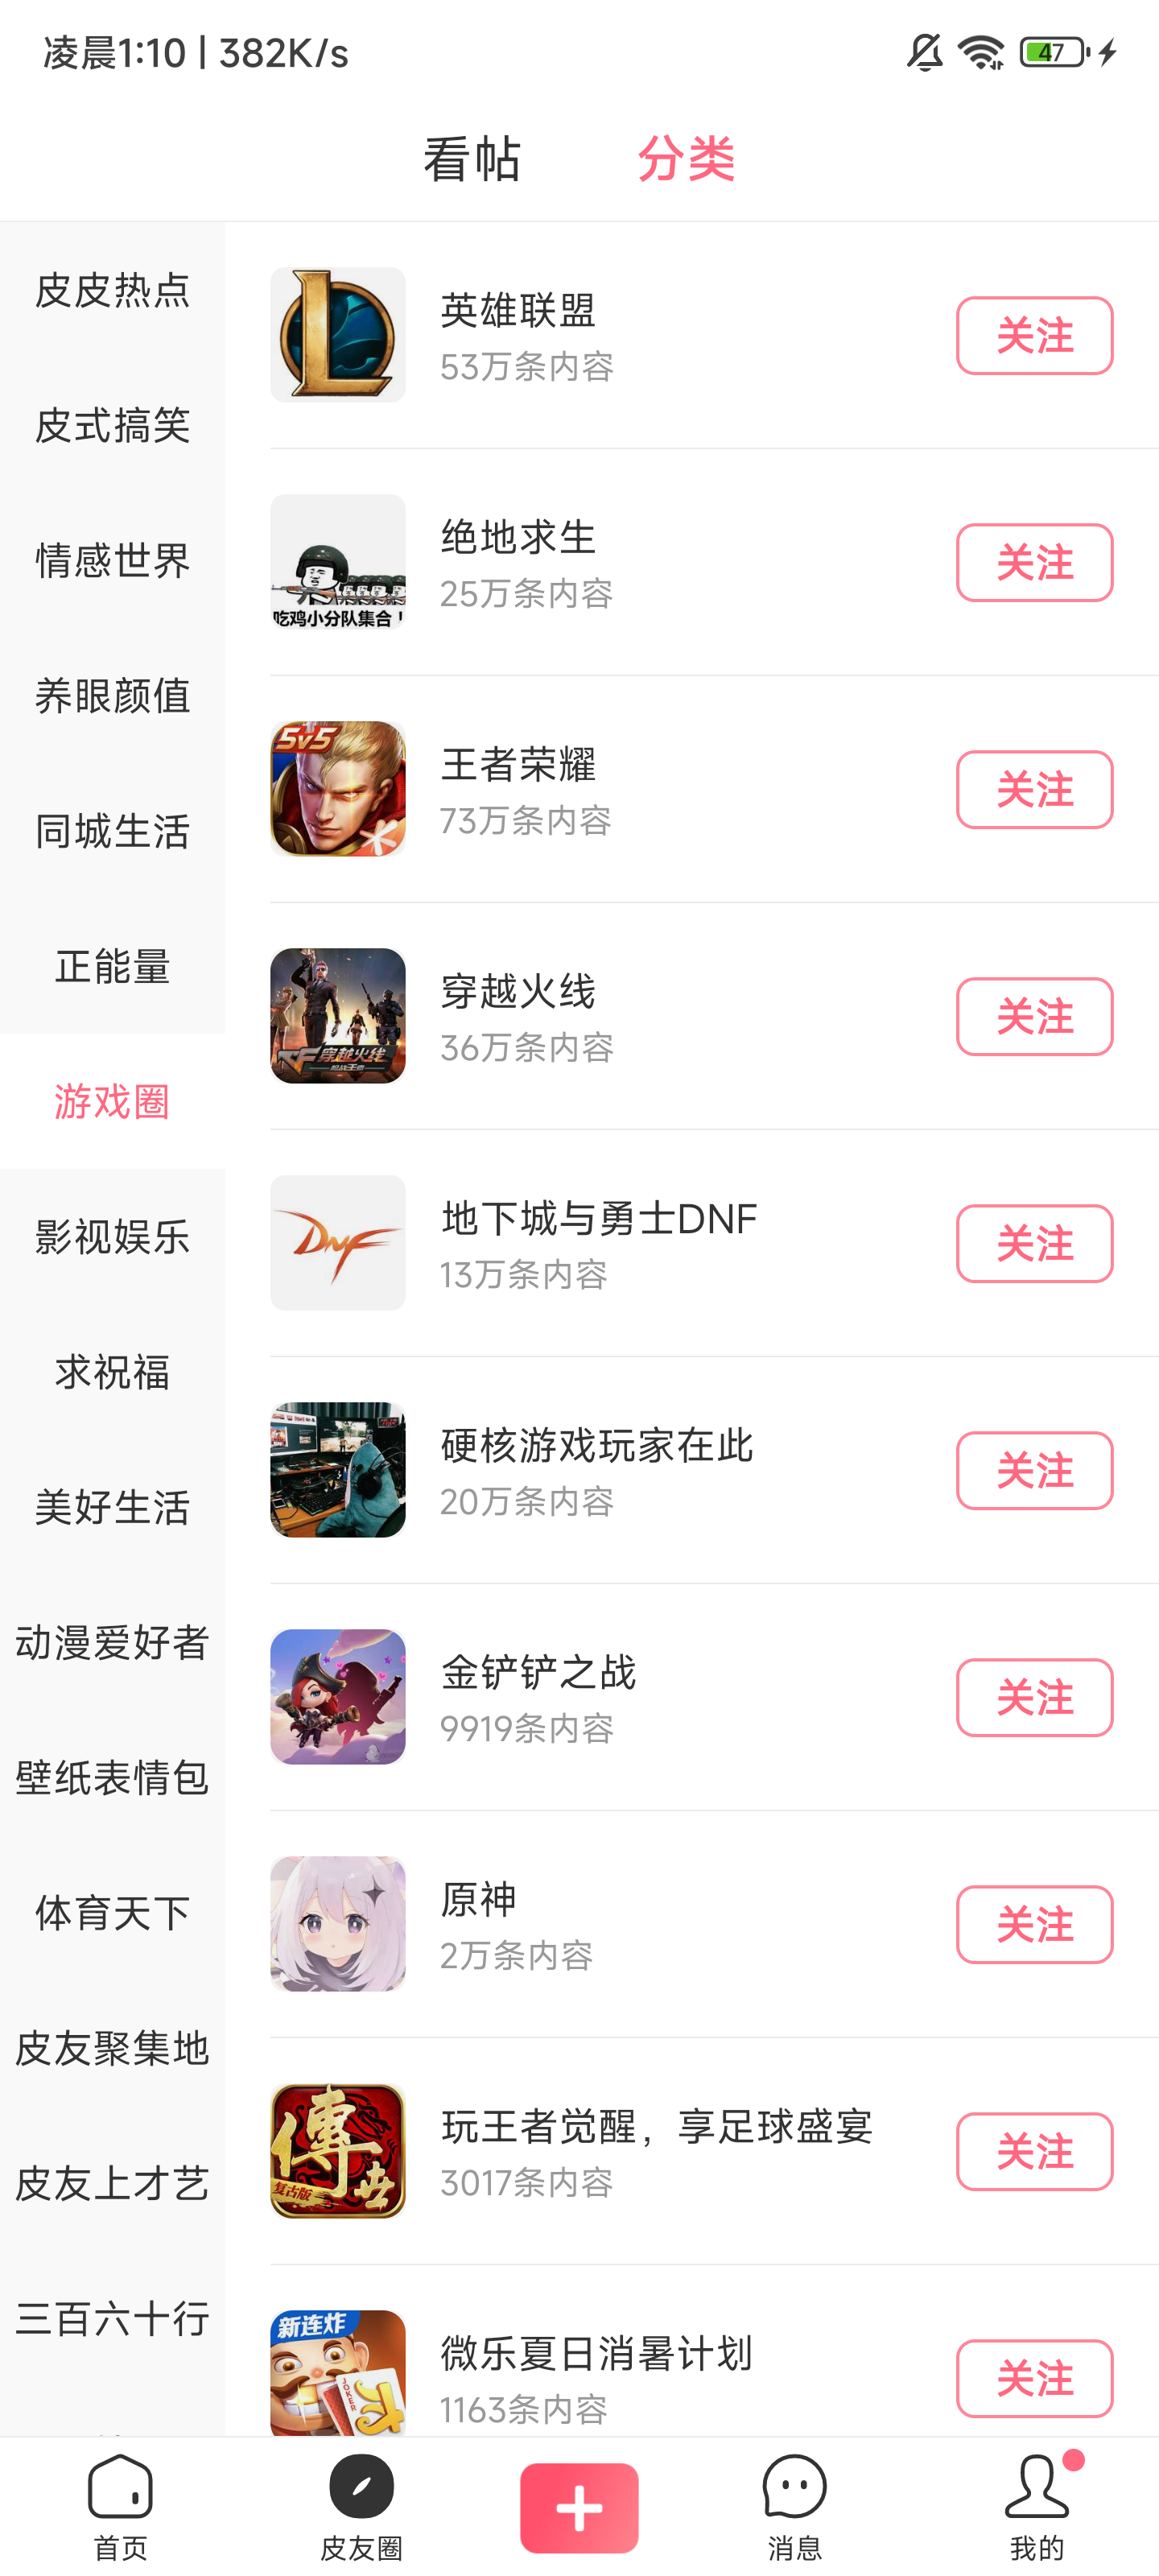 凌晨1:10 | 382K/s
47
看帖
分类
皮皮热点
皮式搞笑
情感世界
养眼颜值
同城生活
正能量
游戏圈
影视娱乐
求祝福
美好生活
动漫爱好者
壁纸表情包
体育天下
皮友聚集地
皮友上才艺
三百六十行
英雄联盟
53万条内容
关注
吃鸡小分队集合！
绝地求生
25万条内容
关注
5v5
王者荣耀
73万条内容
关注
穿越火线
穿越火线
36万条内容
关注
DNF
地下城与勇士DNF
13万条内容
关注
硬核游戏玩家在此
20万条内容
关注
金铲铲之战
9919条内容
关注
原神
2万条内容
关注
傳世
复古版
玩王者觉醒，享足球盛宴
3017条内容
关注
新连炸
JOKER
微乐夏日消暑计划
1163条内容
关注
首页
皮友圈
消息
我的